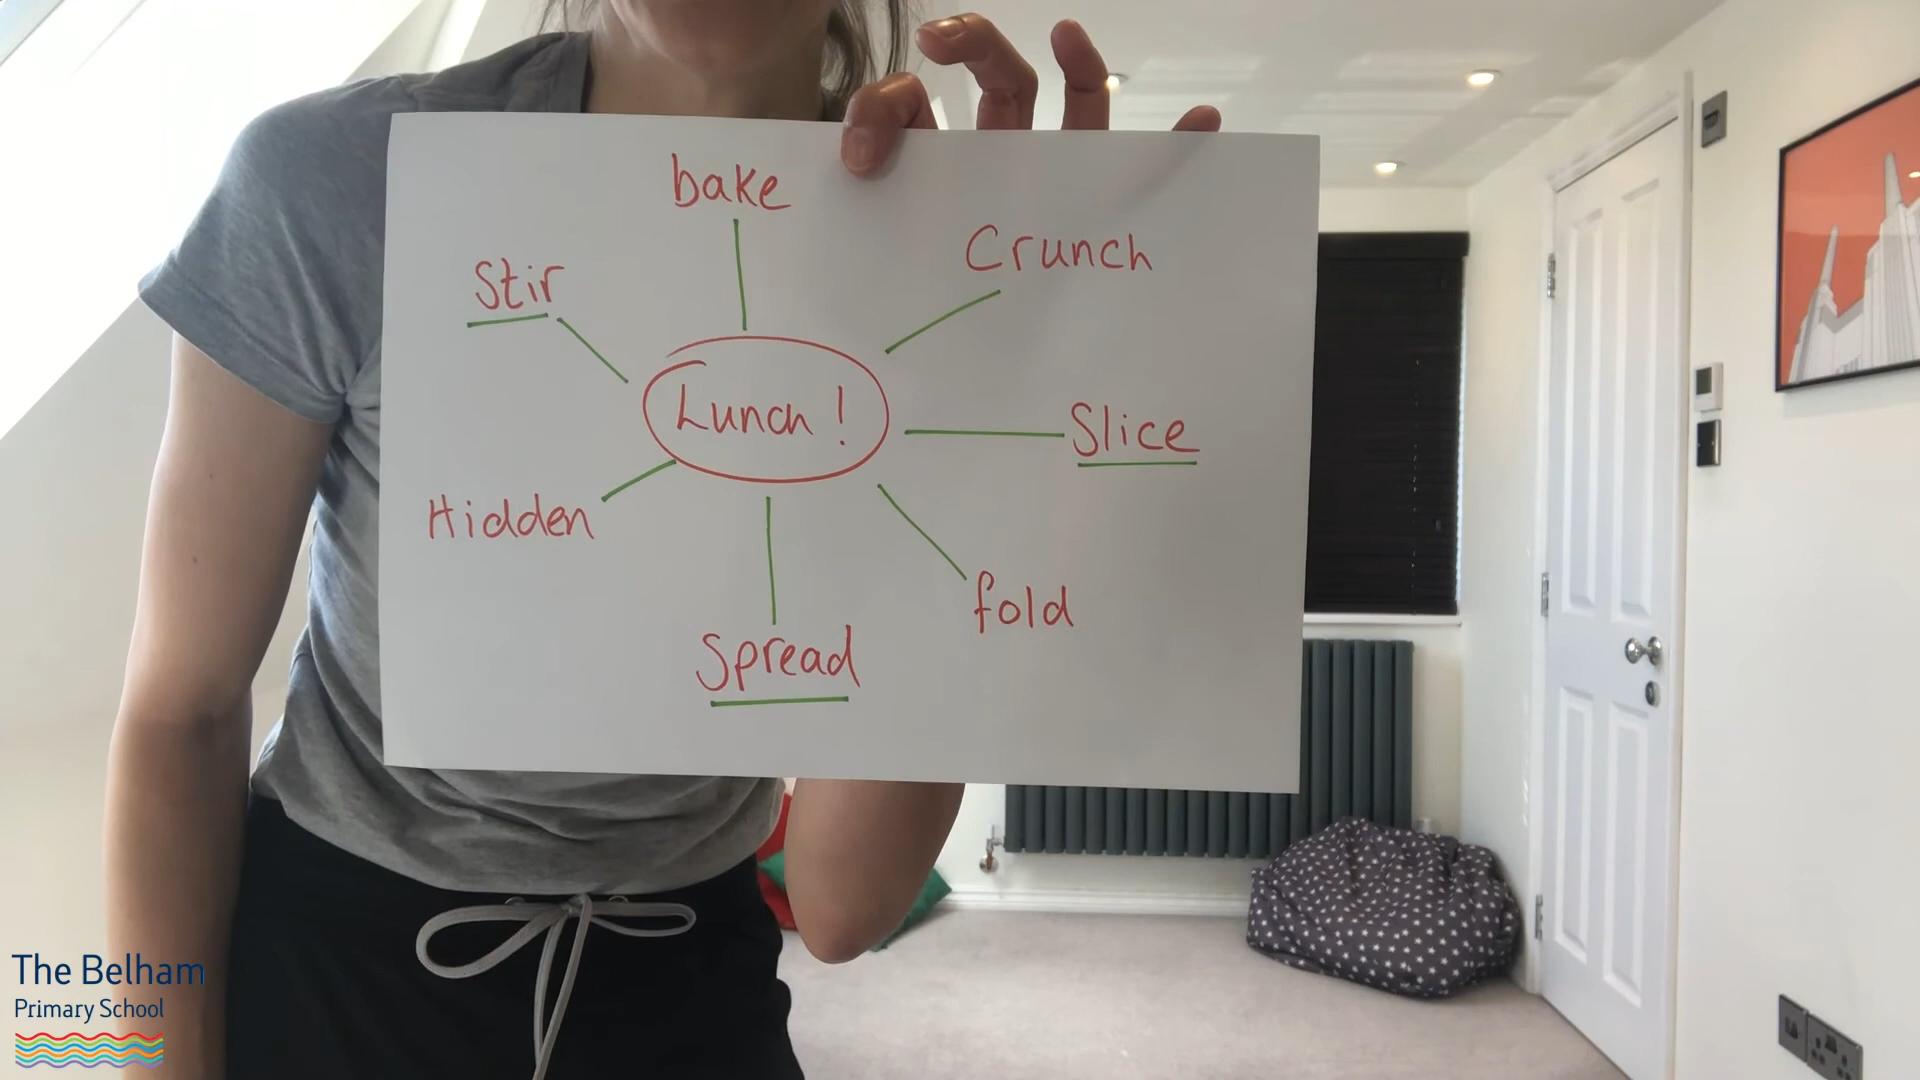 bake
Crunch
Stir
Lunch!
Slice
Hidden
fold
Spread
The Belham
Primary School